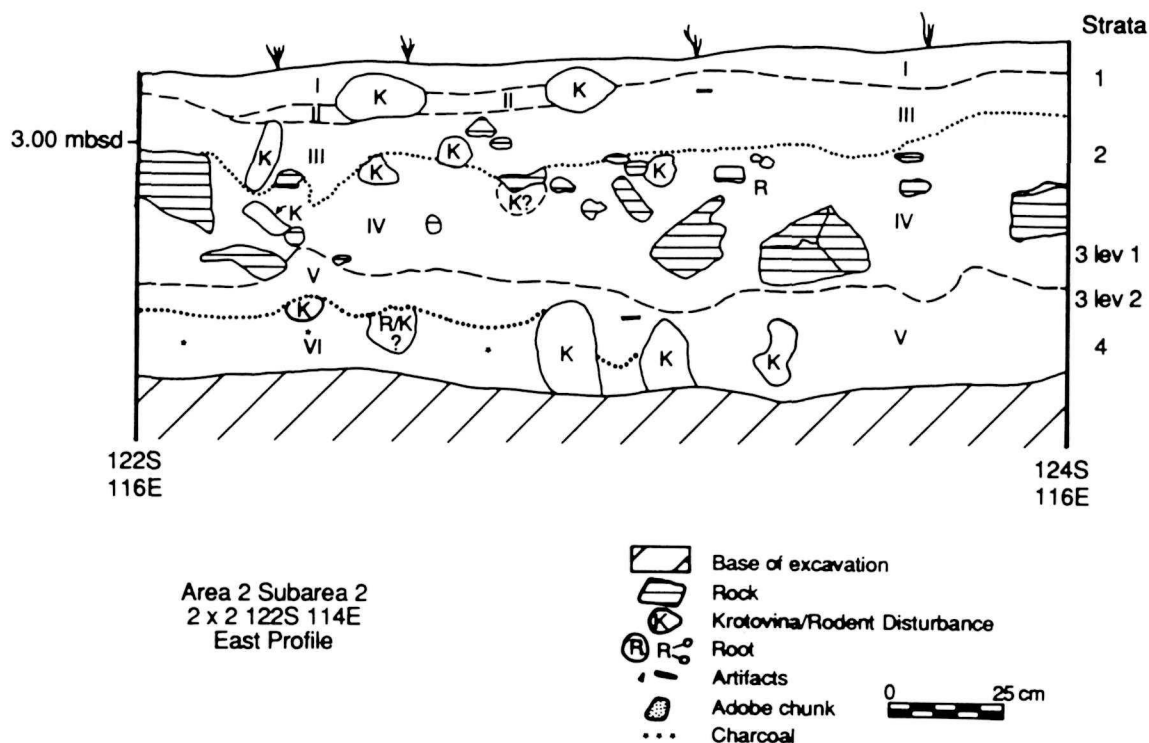 Strata
I
I
1
K
K
II
II
III
3.00 mbsd
K
III
K
2
K
K
R
K?
K
IV
IV
3 lev 1
V
3 lev 2
K
R/K
?
VI
K
K
K
V
4
122S
116E
124S
116E
Area 2 Subarea 2
2 x 2 122S 114E
East Profile
Base of excavation
Rock
K Krotovina/Rodent Disturbance
R R Root
Artifacts
Adobe chunk
Charcoal
0 25 cm